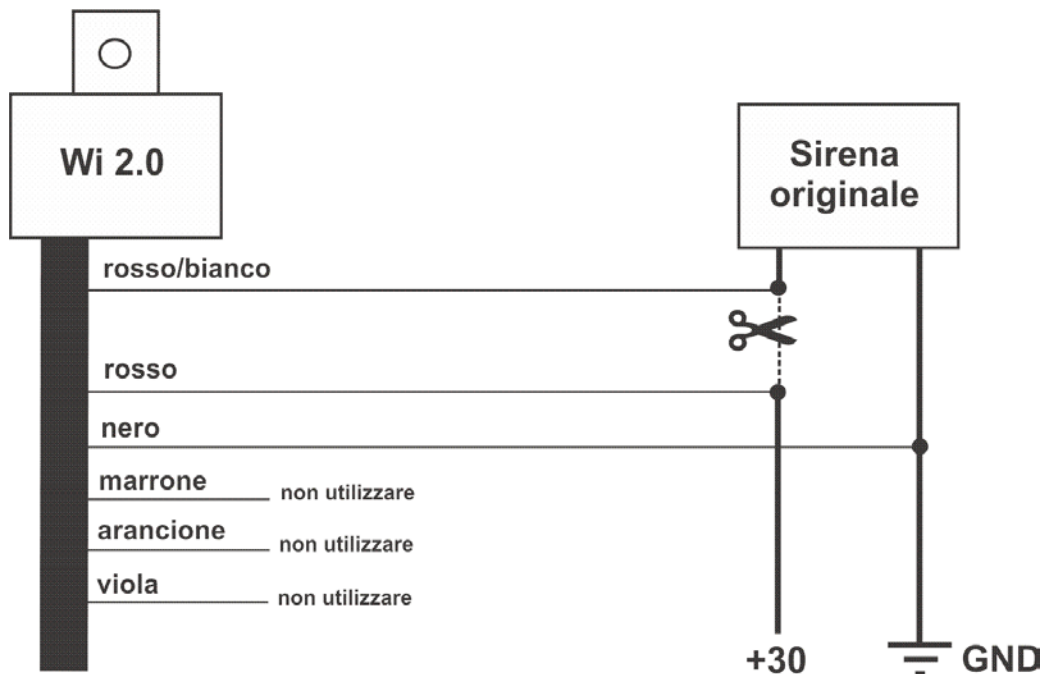 Wi 2.0
Sirena
originale
rosso/bianco
rosso
nero
marrone
non utilizzare
arancione
non utilizzare
viola
non utilizzare
+30
GND